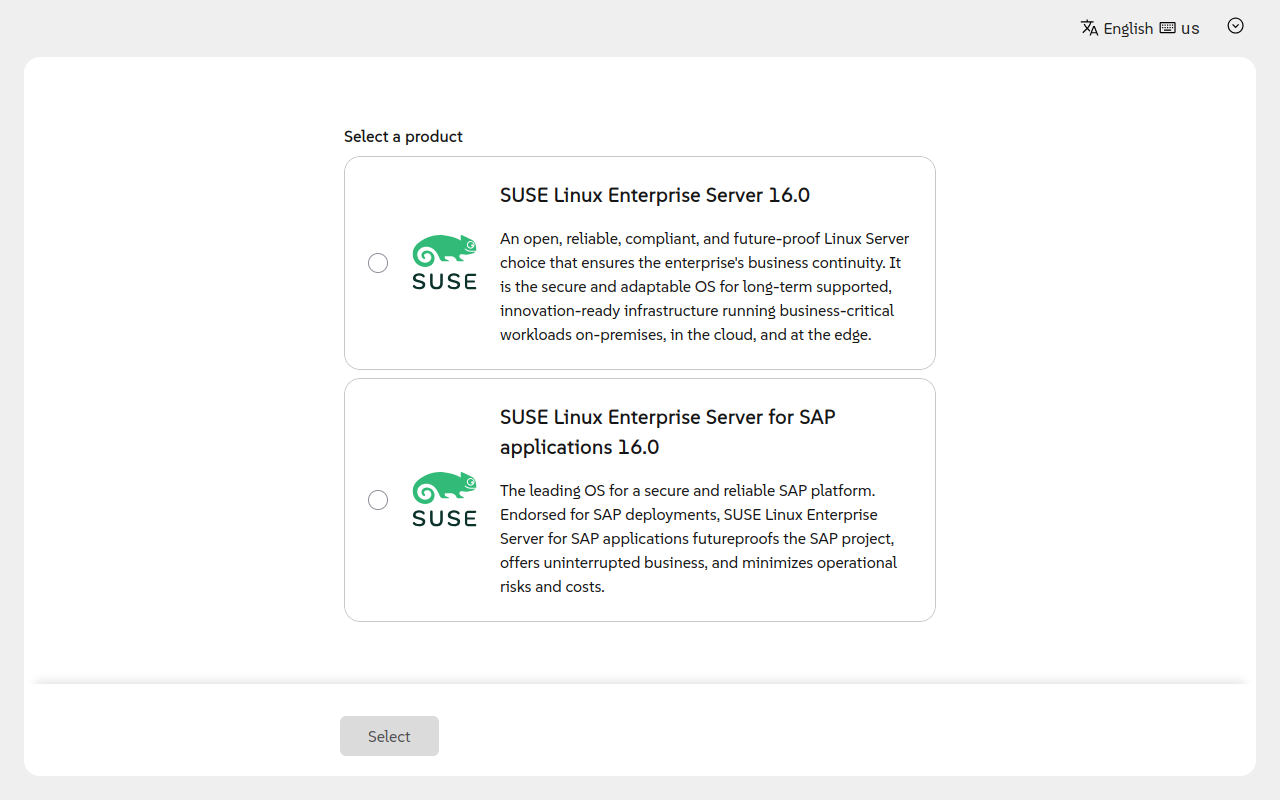 English us
Select a product
SUSE Linux Enterprise Server 16.0
An open, reliable, compliant, and future-proof Linux Server
choice that ensures the enterprise's business continuity. It
is the secure and adaptable OS for long-term supported,
innovation-ready infrastructure running business-critical
workloads on-premises, in the cloud, and at the edge.
SUSE
SUSE Linux Enterprise Server for SAP
applications 16.0
The leading OS for a secure and reliable SAP platform.
Endorsed for SAP deployments, SUSE Linux Enterprise
Server for SAP applications futureproofs the SAP project,
offers uninterrupted business, and minimizes operational
risks and costs.
SUSE
Select